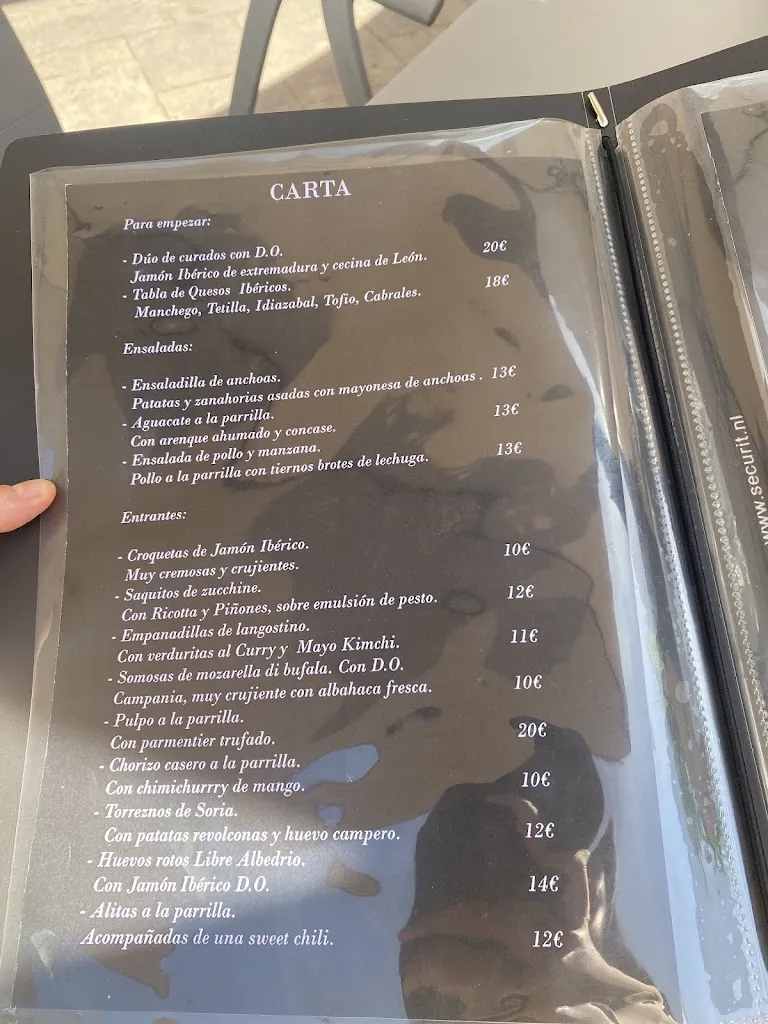 CARTA
Para empezar:
- Dúo de curados con D.O.
Jamón Ibérico de extremadura y cecina de León. 20€
- Tabla de Quesos Ibéricos.
Manchego, Tetilla, Idiazabal, Tofio, Cabrales. 18€
Ensaladas:
- Ensaladilla de anchoas.
Patatas y zanahorias asadas con mayonesa de anchoas . 13€
- Aguacate a la parrilla.
Con arenque ahumado y concase. 13€
- Ensalada de pollo y manzana.
Pollo a la parrilla con tiernos brotes de lechuga. 13€
Entrantes:
- Croquetas de Jamón Ibérico.
Muy cremosas y crujientes. 10€
- Saquitos de zucchine.
Con Ricotta y Piñones, sobre emulsión de pesto. 12€
- Empanadillas de langostino.
Con verduritas al Curry y Mayo Kimchi. 11€
- Somosas de mozarella di bufala. Con D.O.
Campania, muy crujiente con albahaca fresca. 10€
- Pulpo a la parrilla.
Con parmentier trufado. 20€
- Chorizo casero a la parrilla.
Con chimichurrry de mango. 10€
- Torreznos de Soria.
Con patatas revolconas y huevo campero. 12€
- Huevos rotos Libre Albedrio.
Con Jamón Ibérico D.O. 14€
- Alitas a la parrilla.
Acompañadas de una sweet chili. 12€
www.securit.nl